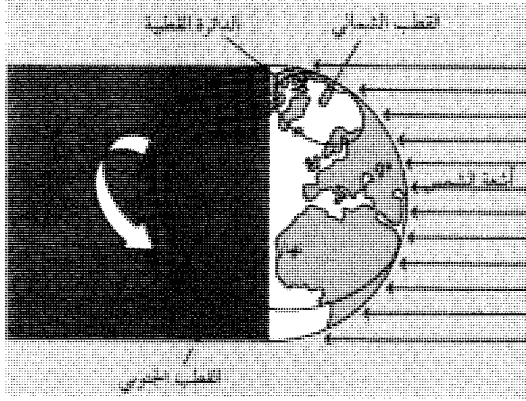 القطب الشمالي
الدائرة القطبية
أشعة الشمس
القطب الجنوبي